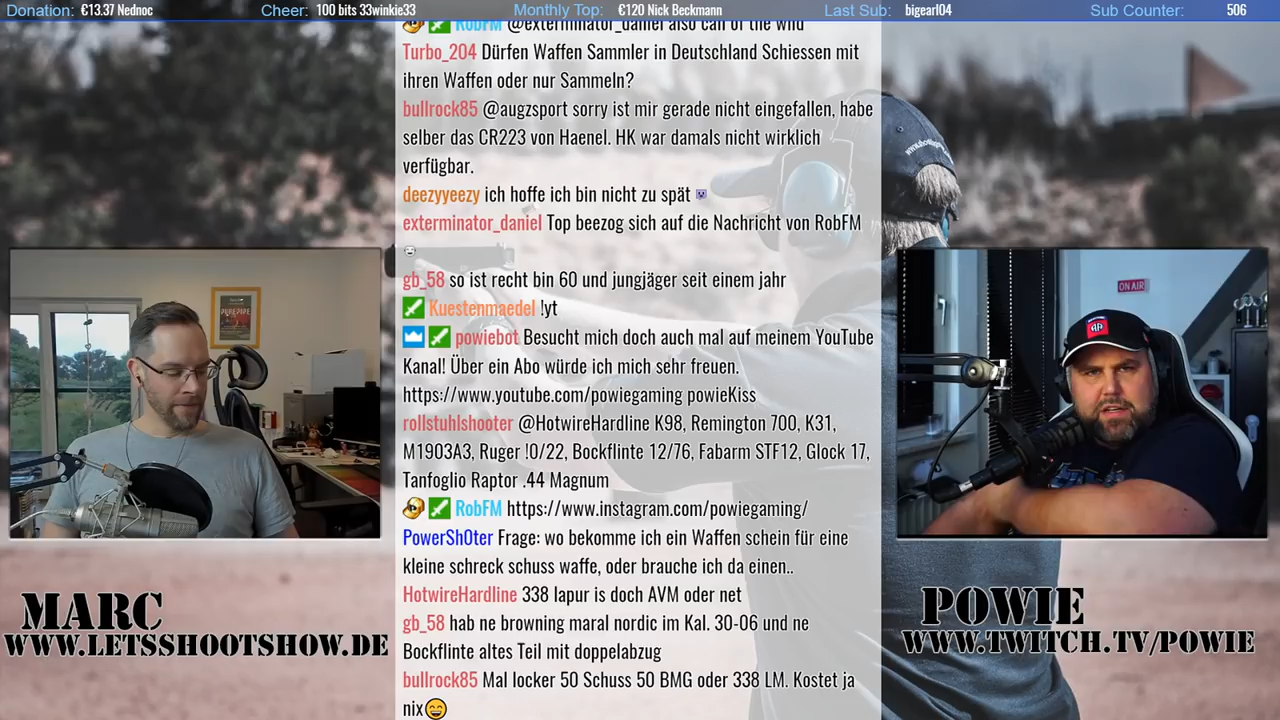 Donation: €13.37 Nednoc Cheer: 100 bits 33winkie33 Monthly Top: €120 Nick Beckmann Last Sub: bigearl04 Sub Counter: 506
RobFM @exterminator_daniel also call of the wild
Turbo_204 Dürfen Waffen Sammler in Deutschland Schiessen mit
ihren Waffen oder nur Sammeln?
bullrock85 @augzsport sorry ist mir gerade nicht eingefallen, habe
selber das CR223 von Haenel. HK war damals nicht wirklich
verfügbar.
deezyyeezy ich hoffe ich bin nicht zu spät
exterminator_daniel Top beezog sich auf die Nachricht von RobFM
gb_58 so ist recht bin 60 und jungjäger seit einem jahr
Kuestenmaedel !yt
powiebot Besucht mich doch auch mal auf meinem YouTube
Kanal! Über ein Abo würde ich mich sehr freuen.
https://www.youtube.com/powiegaming powieKiss
rollstuhlshooter @HotwireHardline K98, Remington 700, K31,
M1903A3, Ruger !0/22, Bockflinte 12/76, Fabarm STF12, Glock 17,
Tanfoglio Raptor .44 Magnum
RobFM https://www.instagram.com/powiegaming/
PowerSh0ter Frage: wo bekomme ich ein Waffen schein für eine
kleine schreck schuss waffe, oder brauche ich da einen..
HotwireHardline 338 lapur is doch AVM oder net
gb_58 hab ne browning maral nordic im Kal. 30-06 und ne
Bockflinte altes Teil mit doppelabzug
bullrock85 Mal locker 50 Schuss 50 BMG oder 338 LM. Kostet ja
nix
ON AIR
MARC
WWW.LETSSHOOTSHOW.DE
POWIE
WWW.TWITCH.TV/POWIE